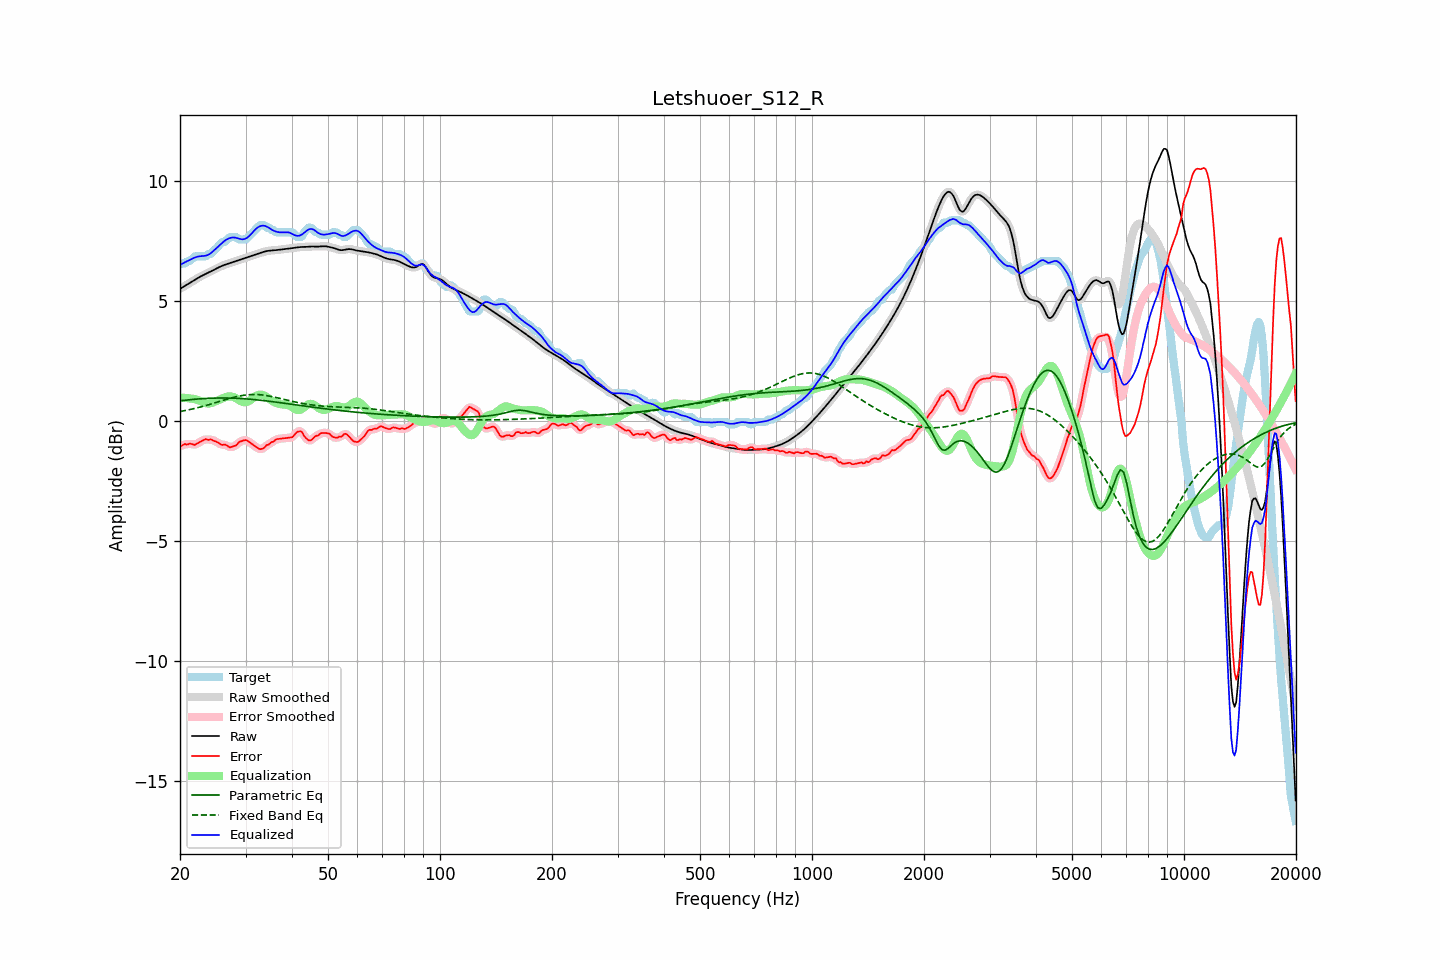 Letshuoer_S12_R
Amplitude (dBr)
10
5
0
−5
−10
−15
Target
Raw Smoothed
Error Smoothed
Raw
Error
Equalization
Parametric Eq
Fixed Band Eq
Equalized
20 50 100 200 500 1000 2000 5000 10000 20000
Frequency (Hz)